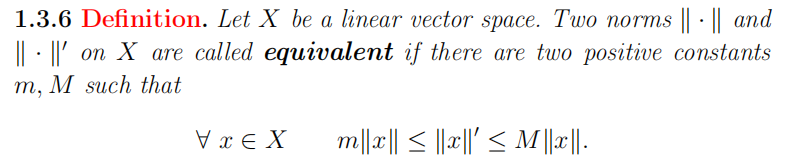 1.3.6 Definition. Let X be a linear vector space. Two norms ‖ · ‖ and
‖ · ‖′ on X are called equivalent if there are two positive constants
m, M such that
∀ x ∈ X m‖x‖ ≤ ‖x‖′ ≤ M‖x‖.